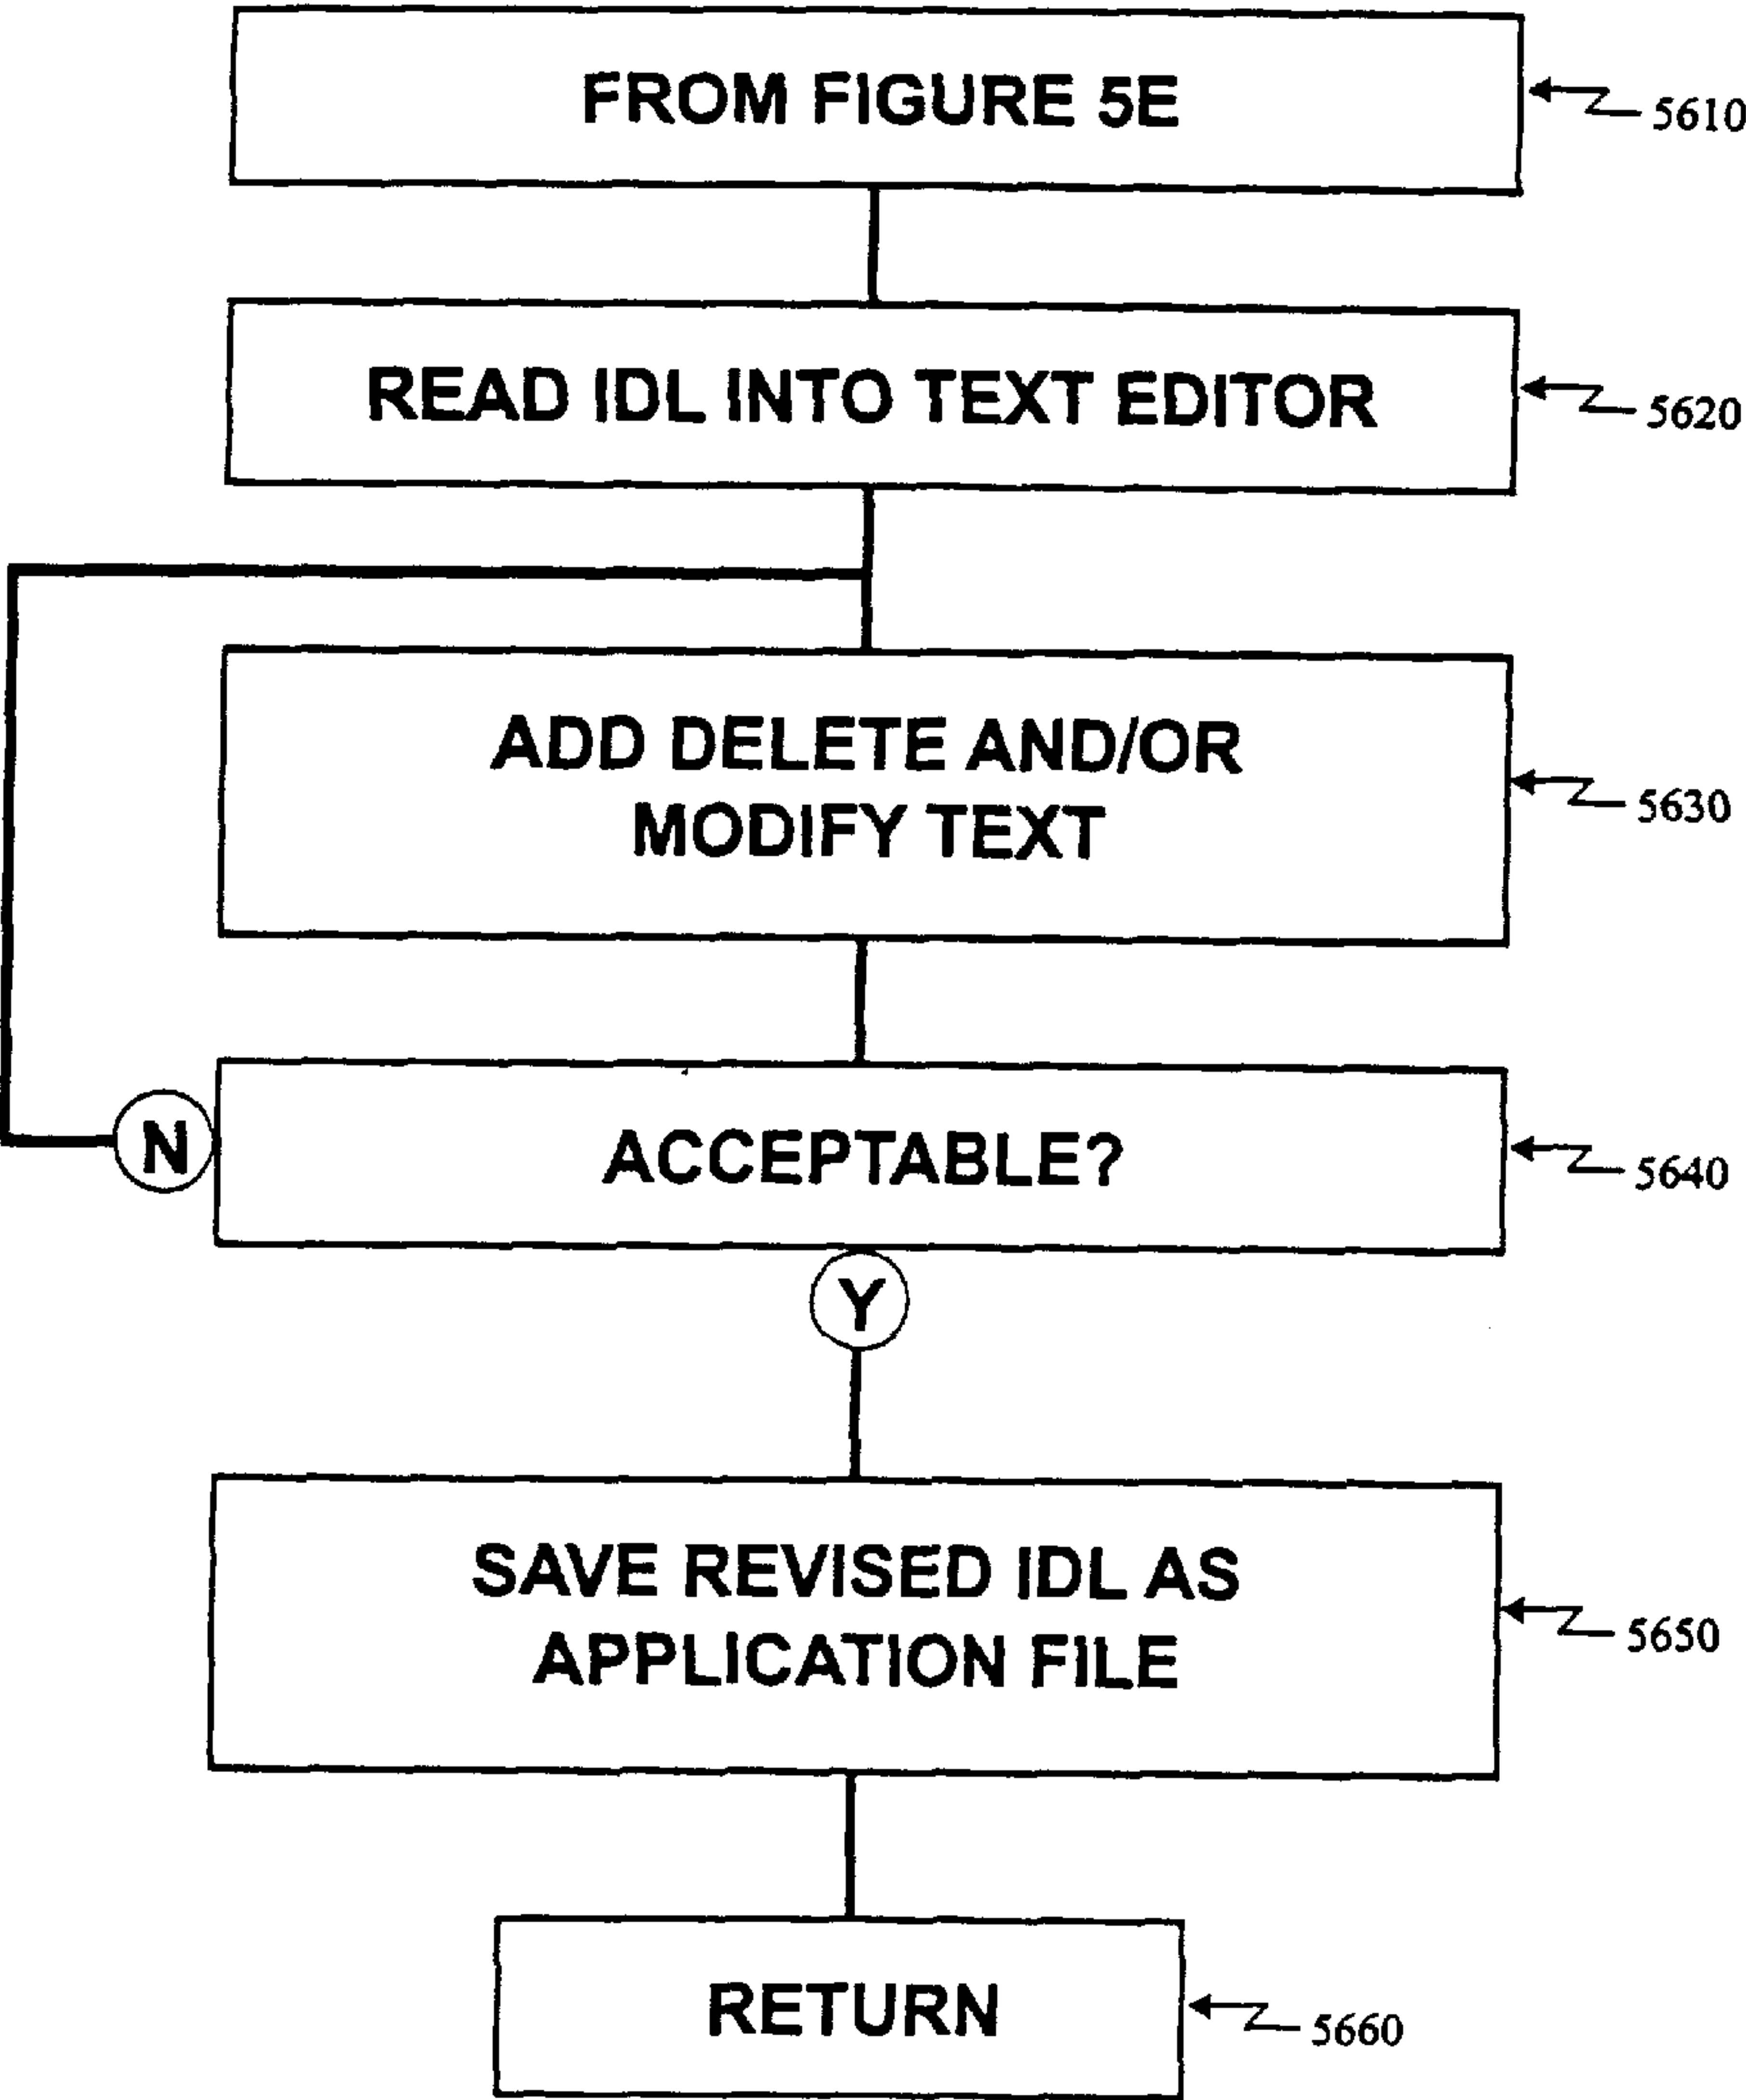 FROM FIGURE 5E
5610
READ IDL INTO TEXT EDITOR
5620
ADD DELETE AND/OR
MODIFY TEXT
5630
N
ACCEPTABLE?
5640
Y
SAVE REVISED IDL AS
APPLICATION FILE
5650
RETURN
5660